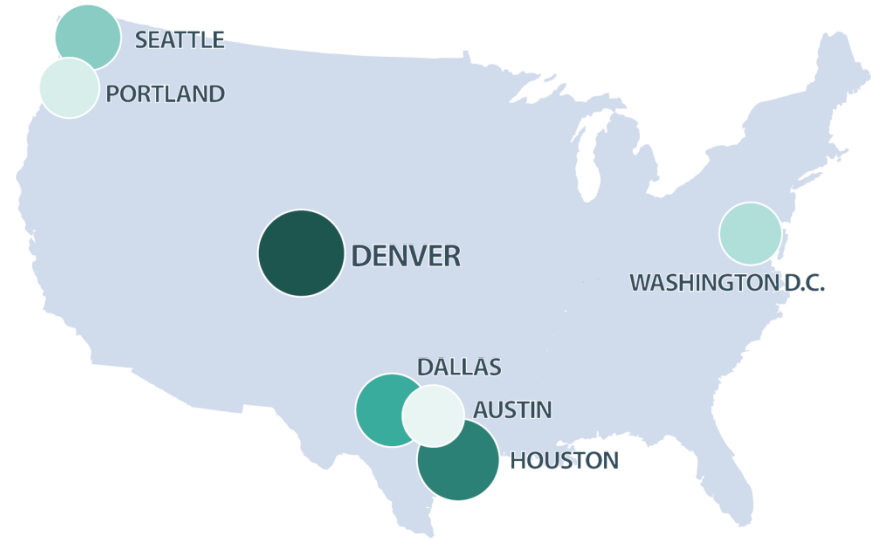 SEATTLE
PORTLAND
DENVER
WASHINGTON D.C.
DALLAS
AUSTIN
HOUSTON